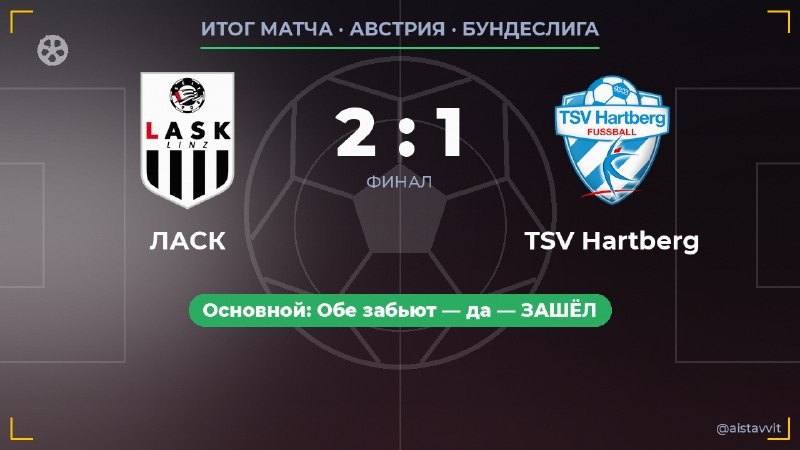 ИТОГ МАТЧА · АВСТРИЯ · БУНДЕСЛИГА
LASK
LINZ
TSV Hartberg
FUSSBALL
2 : 1
ФИНАЛ
ЛАСК
TSV Hartberg
Основной: Обе забьют — да — ЗАШЁЛ
@aistavvit